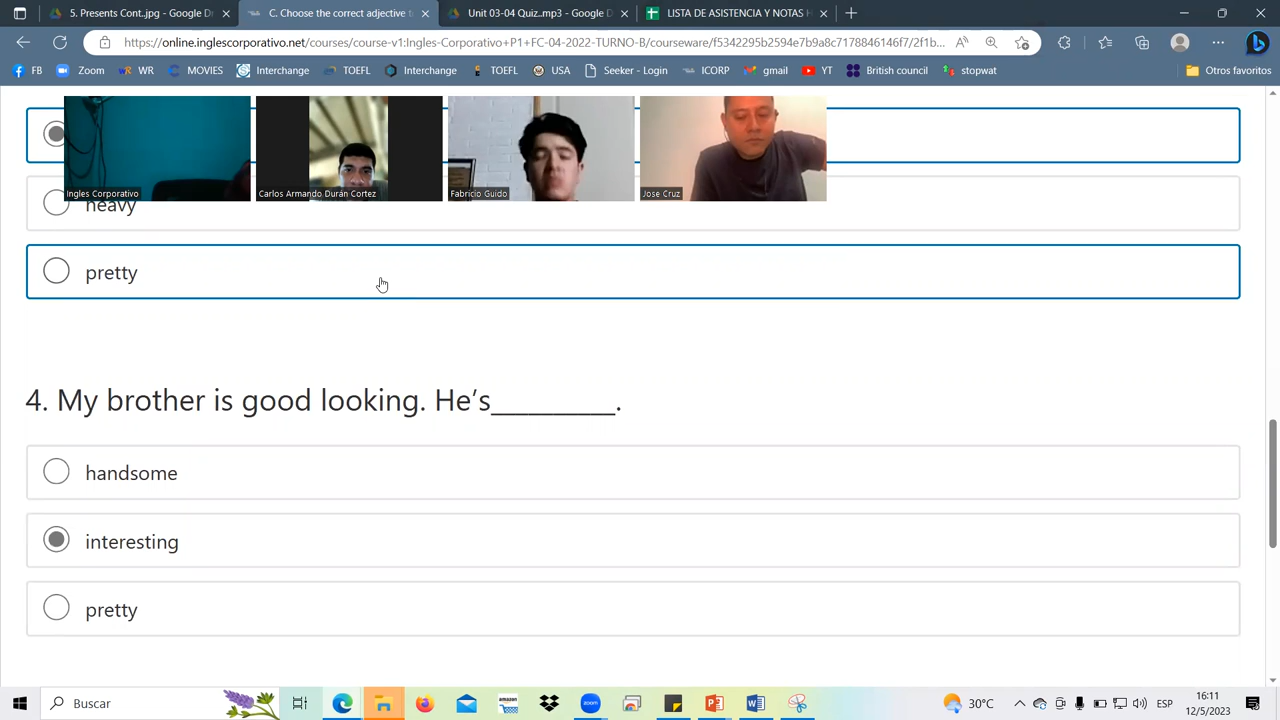 5. Presents Cont..jpg - Google Dr
C. Choose the correct adjective t
Unit 03-04 Quiz..mp3 - Google D
LISTA DE ASISTENCIA Y NOTAS H
https://online.inglescorporativo.net/courses/course-v1:Ingles-Corporativo+P1+FC-04-2022-TURNO-B/courseware/f5342295b2594e7b9a8c7178846146f7/2f1b...
FB
Zoom
WR
MOVIES
Interchange
TOEFL
Interchange
TOEFL
USA
Seeker - Login
ICORP
gmail
YT
British council
stopwat
Otros favoritos
Ingles Corporativo
Carlos Armando Durán Cortez
Fabricio Guido
Jose Cruz
heavy
pretty
4. My brother is good looking. He’s__________.
handsome
interesting
pretty
Buscar
amazon
zoom
30°C
ESP
16:11
12/5/2023